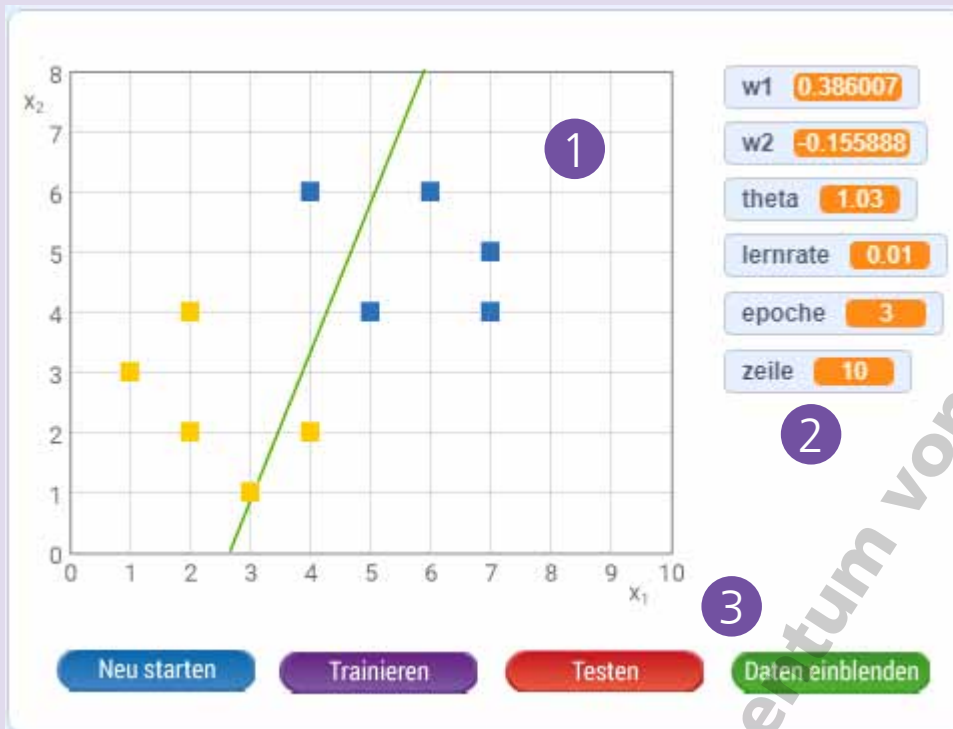 8
x₂
7
6
5
4
3
2
1
0
0 1 2 3 4 5 6 7 8 9 10
x₁
1
w1 0.386007
w2 -0.155888
theta 1.03
lernrate 0.01
epoche 3
zeile 10
2
3
Neu starten Trainieren Testen Daten einblenden